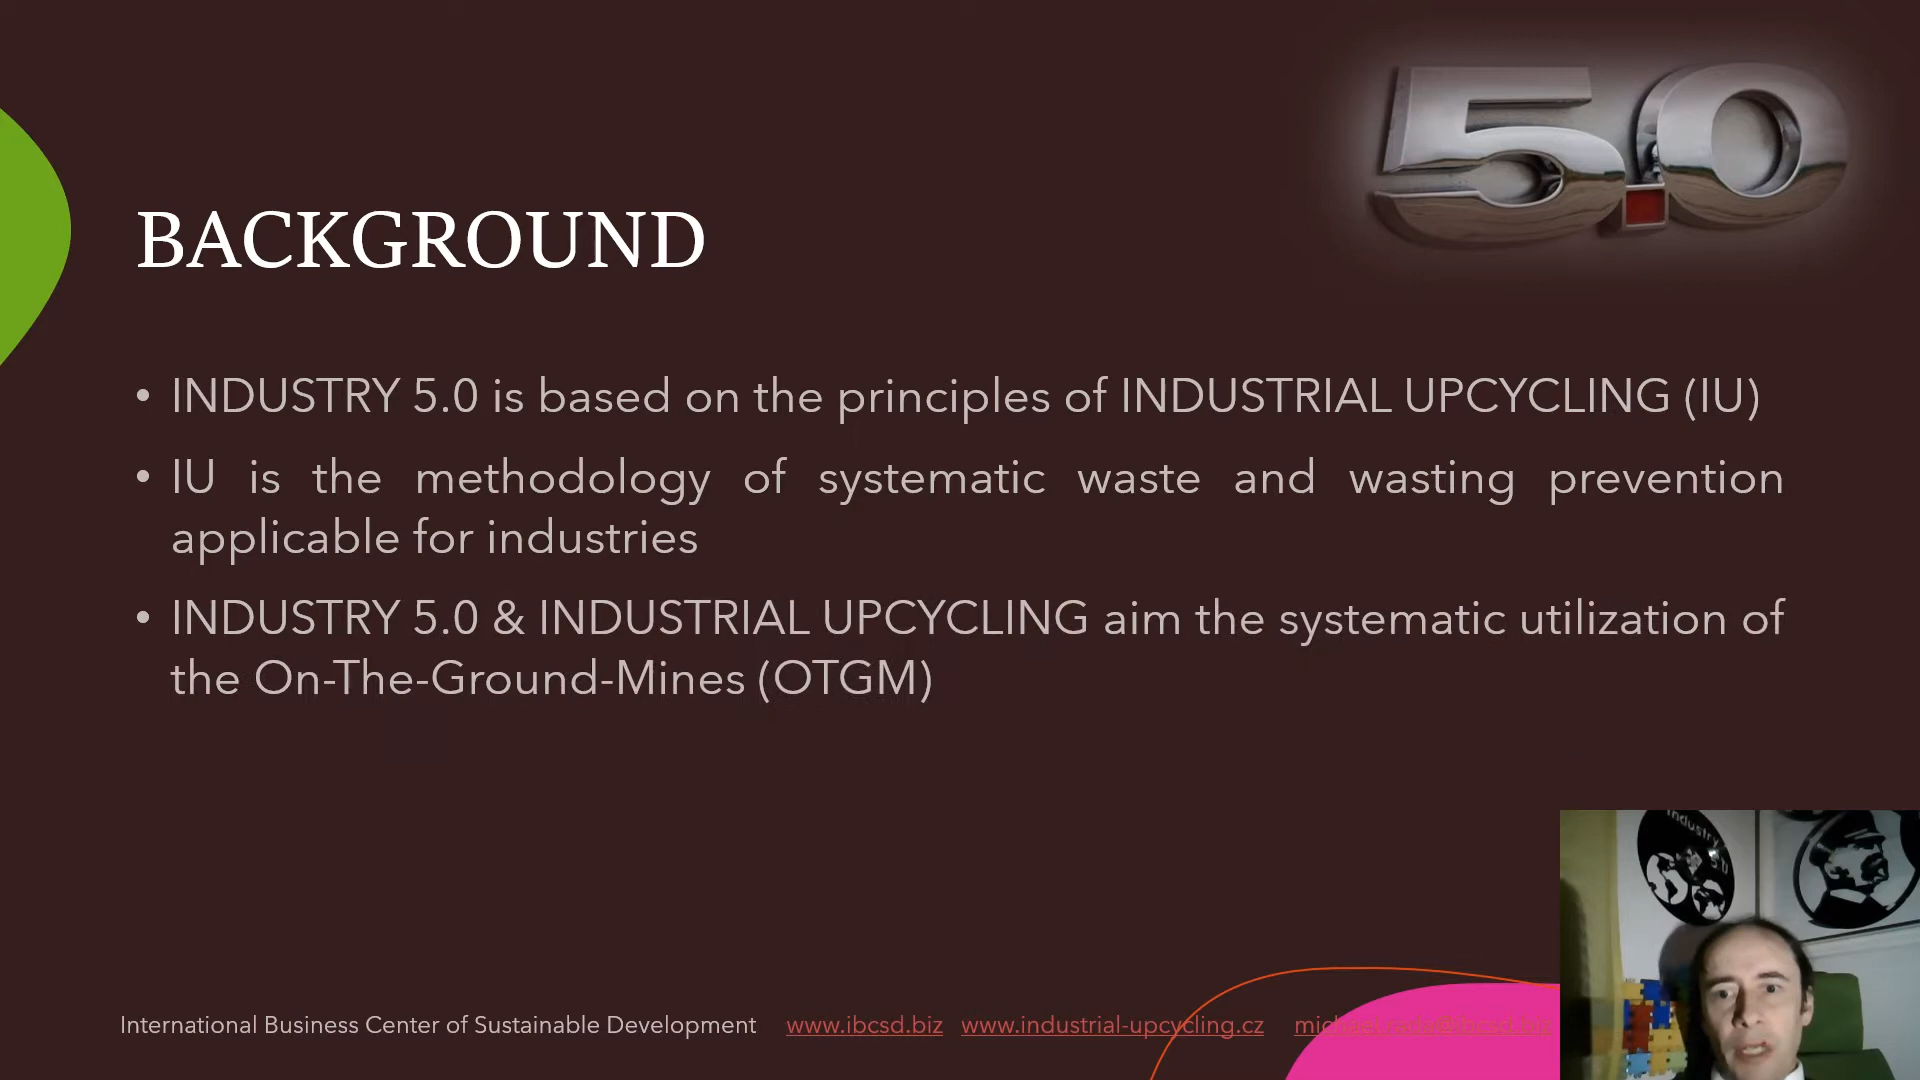 5.0
BACKGROUND
• INDUSTRY 5.0 is based on the principles of INDUSTRIAL UPCYCLING (IU)
• IU is the methodology of systematic waste and wasting prevention
applicable for industries
• INDUSTRY 5.0 & INDUSTRIAL UPCYCLING aim the systematic utilization of
the On-The-Ground-Mines (OTGM)
Industry
5.0
International Business Center of Sustainable Development www.ibcsd.biz www.industrial-upcycling.cz